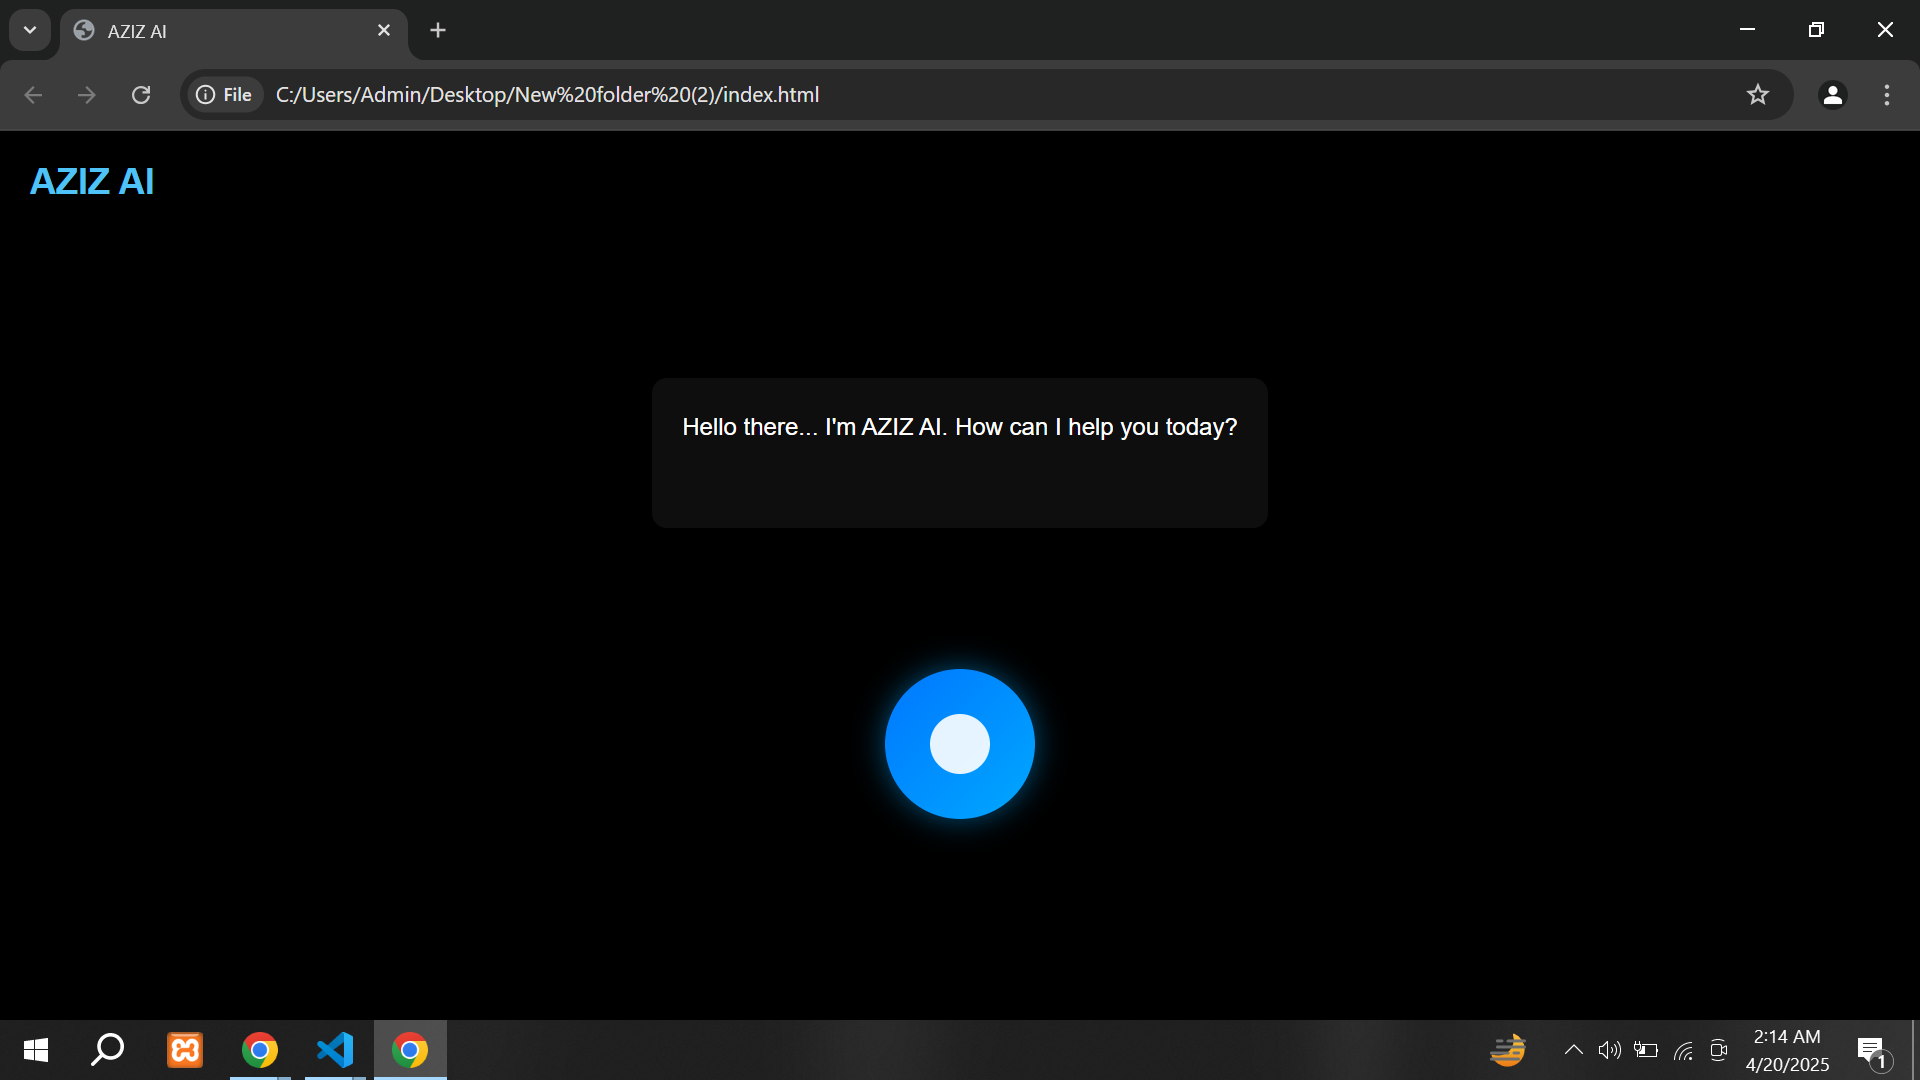 AZIZ AI
File
C:/Users/Admin/Desktop/New%20folder%20(2)/index.html
AZIZ AI
Hello there... I'm AZIZ AI. How can I help you today?
2:14 AM
4/20/2025
1